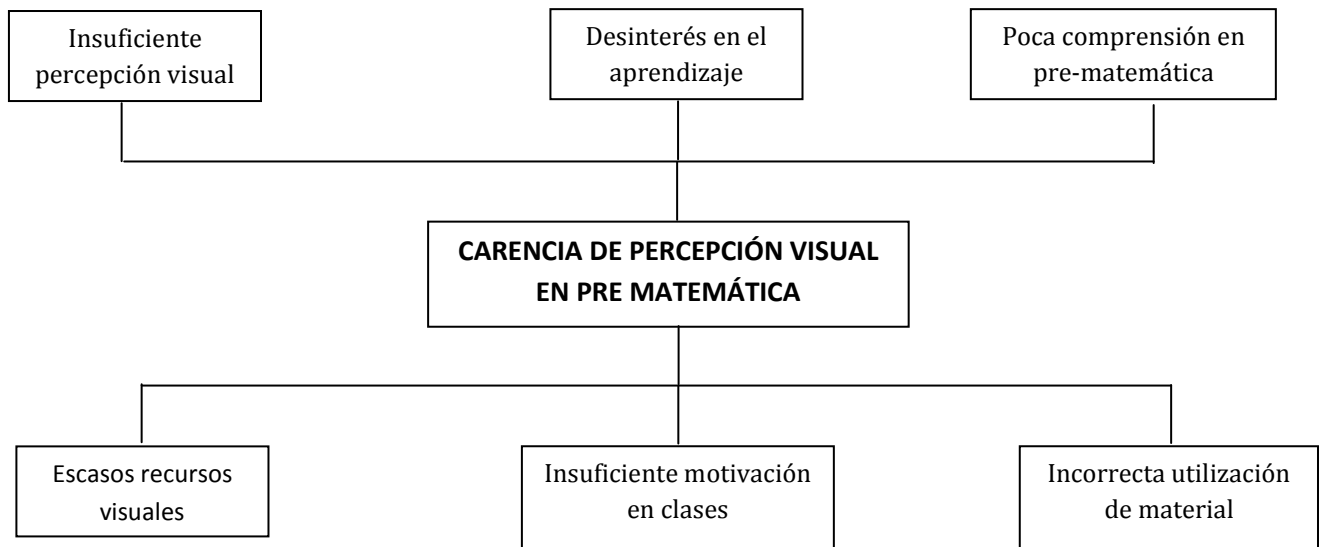 Insuficiente
percepción visual
Desinterés en el
aprendizaje
Poca comprensión en
pre-matemática
CARENCIA DE PERCEPCIÓN VISUAL
EN PRE MATEMÁTICA
Escasos recursos
visuales
Insuficiente motivación
en clases
Incorrecta utilización
de material